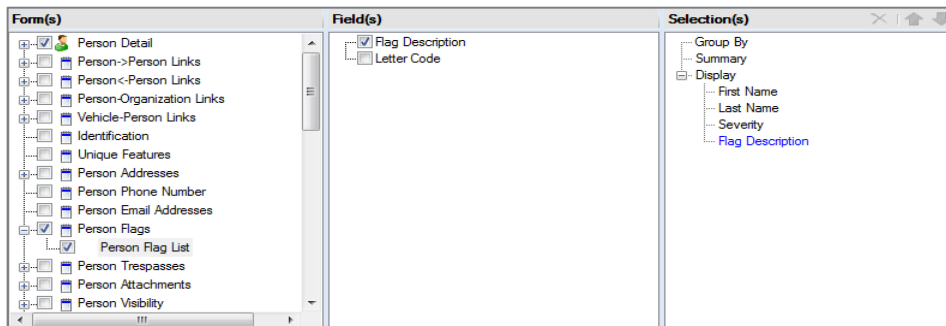 Form(s)
Person Detail
Person->Person Links
Person<-Person Links
Person-Organization Links
Vehicle-Person Links
Identification
Unique Features
Person Addresses
Person Phone Number
Person Email Addresses
Person Flags
Person Flag List
Person Trespasses
Person Attachments
Person Visibility
Field(s)
Flag Description
Letter Code
Selection(s)
Group By
Summary
Display
First Name
Last Name
Severity
Flag Description